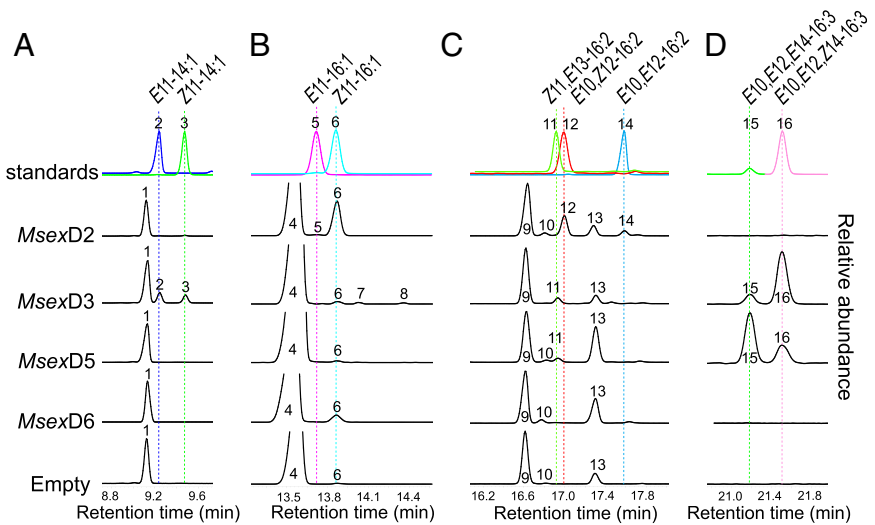 A B C D
E11-14:1
Z11-14:1
E11-16:1
Z11-16:1
Z11,E13-16:2
E10,Z12-16:2
E10,E12-16:2
E10,E12,E14-16:3
E10,E12,Z14-16:3
standards 2 3 5 6 11 12 14 15 16
MsexD2 1 4 5 6 9 10 12 13 14
MsexD3 1 2 3 4 6 7 8 9 11 13 15 16
MsexD5 1 4 6 9 10 11 13 15 16
MsexD6 1 4 6 9 10 13
Empty 1 4 6 9 10 13
Relative abundance
8.8 9.2 9.6 13.5 13.8 14.1 14.4 16.2 16.6 17.0 17.4 17.8 21.0 21.4 21.8
Retention time (min) Retention time (min) Retention time (min) Retention time (min)